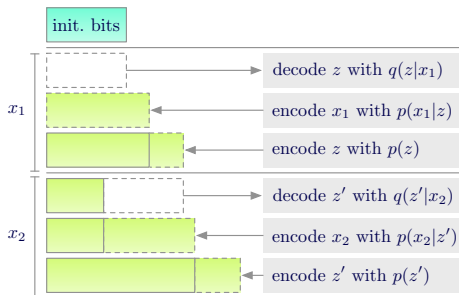 init. bits
x₁
decode z with q(z|x₁)
encode x₁ with p(x₁|z)
encode z with p(z)
x₂
decode z′ with q(z′|x₂)
encode x₂ with p(x₂|z′)
encode z′ with p(z′)